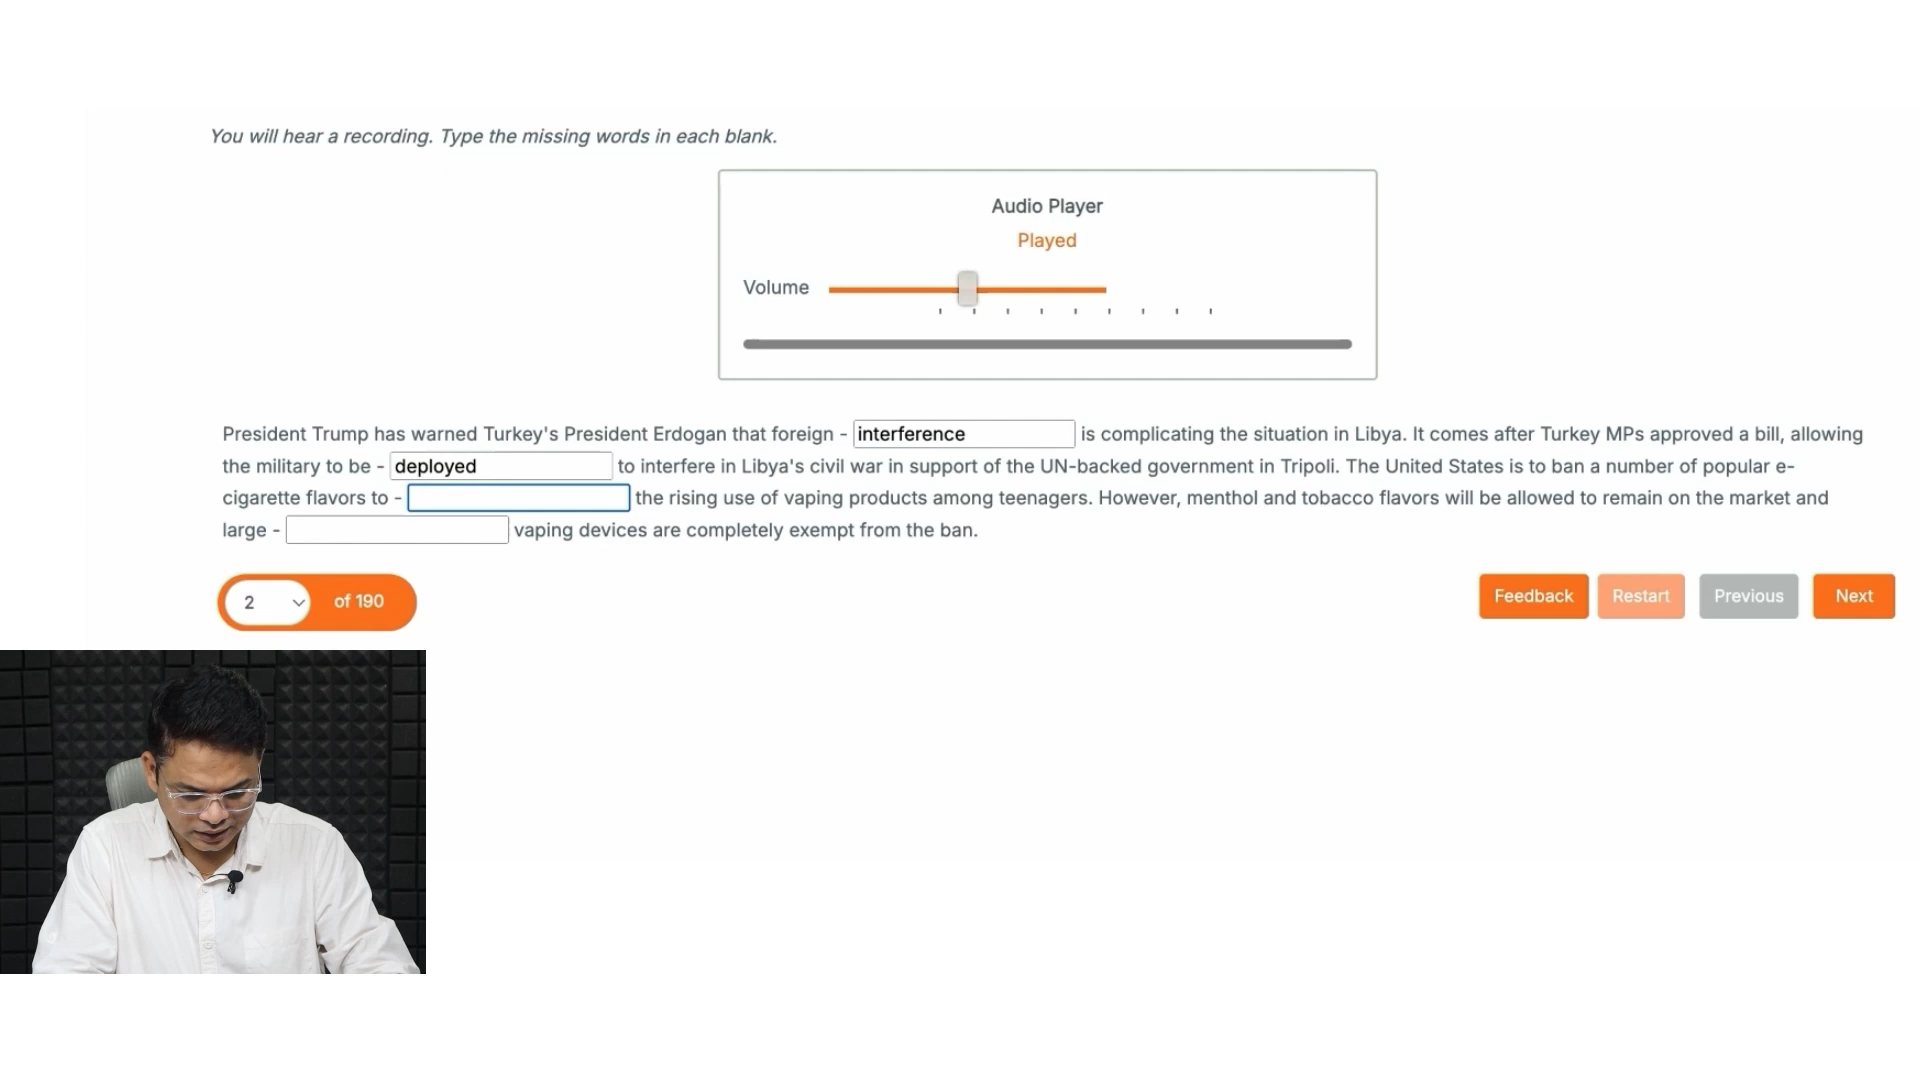 You will hear a recording. Type the missing words in each blank.
Audio Player
Played
Volume
President Trump has warned Turkey's President Erdogan that foreign - interference is complicating the situation in Libya. It comes after Turkey MPs approved a bill, allowing
the military to be - deployed to interfere in Libya's civil war in support of the UN-backed government in Tripoli. The United States is to ban a number of popular e-
cigarette flavors to - the rising use of vaping products among teenagers. However, menthol and tobacco flavors will be allowed to remain on the market and
large - vaping devices are completely exempt from the ban.
2 of 190
Feedback Restart Previous Next